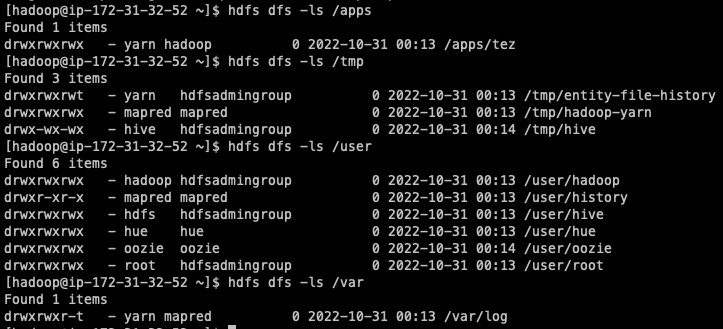 [hadoop@ip-172-31-32-52 ~]$ hdfs dfs -ls /apps
Found 1 items
drwxrwxrwx   - yarn hadoop          0 2022-10-31 00:13 /apps/tez
[hadoop@ip-172-31-32-52 ~]$ hdfs dfs -ls /tmp
Found 3 items
drwxrwxrwt   - yarn   hdfsadmingroup          0 2022-10-31 00:13 /tmp/entity-file-history
drwxrwxrwx   - mapred mapred                  0 2022-10-31 00:13 /tmp/hadoop-yarn
drwx-wx-wx   - hive   hdfsadmingroup          0 2022-10-31 00:14 /tmp/hive
[hadoop@ip-172-31-32-52 ~]$ hdfs dfs -ls /user
Found 6 items
drwxrwxrwx   - hadoop hdfsadmingroup          0 2022-10-31 00:13 /user/hadoop
drwxr-xr-x   - mapred mapred                  0 2022-10-31 00:13 /user/history
drwxrwxrwx   - hdfs   hdfsadmingroup          0 2022-10-31 00:13 /user/hive
drwxrwxrwx   - hue    hue                     0 2022-10-31 00:13 /user/hue
drwxrwxrwx   - oozie  oozie                   0 2022-10-31 00:14 /user/oozie
drwxrwxrwx   - root   hdfsadmingroup          0 2022-10-31 00:13 /user/root
[hadoop@ip-172-31-32-52 ~]$ hdfs dfs -ls /var
Found 1 items
drwxrwxr-t   - yarn mapred          0 2022-10-31 00:13 /var/log